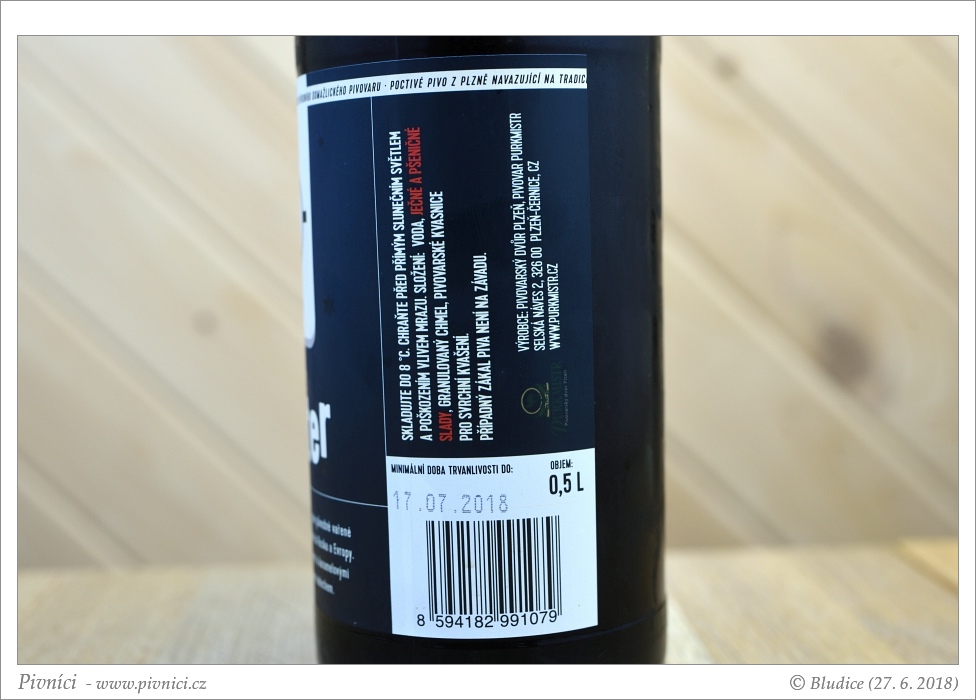 DOMAŽLICKÉHO PIVOVARU · POCTIVÉ PIVO Z PLZNĚ NAVAZUJÍCÍ NA
SKLADUJTE DO 8 °C. CHRAŇTE PŘED PŘÍMÝM SLUNEČNÍM SVĚTLEM
A POŠKOZENÍM VLIVEM MRAZU. SLOŽENÍ: VODA, JEČNÉ A PŠENIČNÉ
SLADY, GRANULOVANÝ CHMEL, PIVOVARSKÉ KVASNICE
PRO SVRCHNÍ KVAŠENÍ.
PŘÍPADNÝ ZÁKAL PIVA NENÍ NA ZÁVADU.
VÝROBCE: PIVOVARSKÝ DVŮR PLZEŇ, PIVOVAR PURKMISTR
SELSKÁ NÁVES 2, 326 00 PLZEŇ-ČERNICE, CZ
WWW.PURKMISTR.CZ
PURKMISTR
er
vařené
a Evropy.
MINIMÁLNÍ DOBA TRVANLIVOSTI DO:
17.07.2018
OBJEM:
0,5 L
8 594182 991079
Pivníci - www.pivnici.cz
© Bludice (27. 6. 2018)